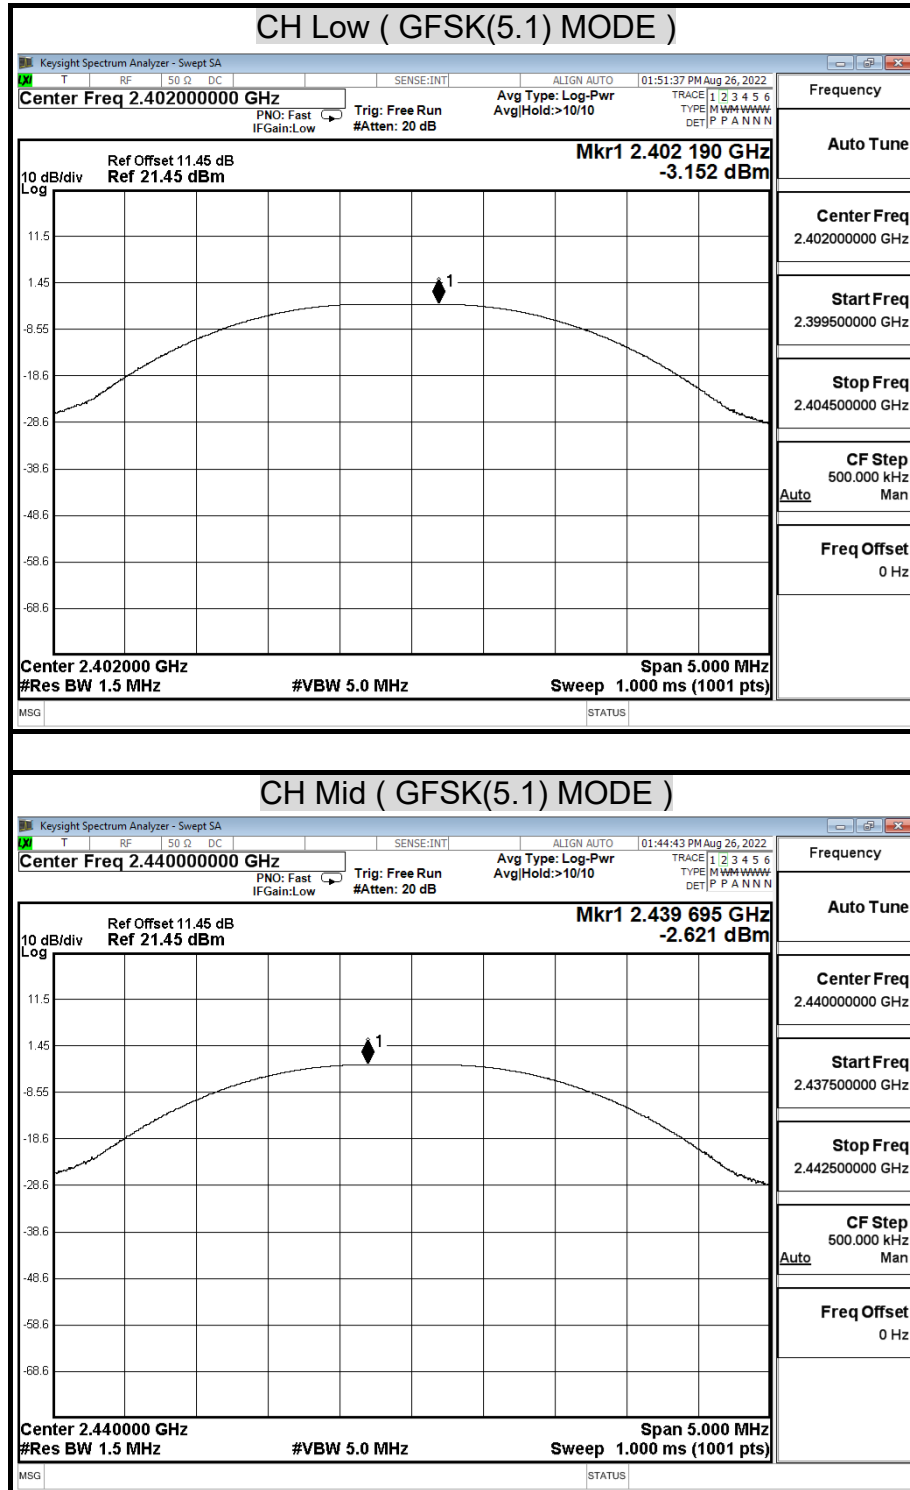 CH Low ( GFSK(5.1) MODE )
Keysight Spectrum Analyzer - Swept SA
LXI T RF 50 Ω DC SENSE:INT ALIGN AUTO 01:51:37 PM Aug 26, 2022
Center Freq 2.402000000 GHz
PNO: Fast
IFGain:Low
Trig: Free Run
#Atten: 20 dB
Avg Type: Log-Pwr
Avg|Hold:>10/10
TRACE 1 2 3 4 5 6
TYPE M WM WWWW
DET P P A N N N
Frequency
Auto Tune
Mkr1 2.402 190 GHz
-3.152 dBm
Ref Offset 11.45 dB
10 dB/div Ref 21.45 dBm
Log
11.5
1.45
-8.55
-18.6
-28.6
-38.6
-48.6
-58.6
-68.6
1
Center Freq
2.402000000 GHz
Start Freq
2.399500000 GHz
Stop Freq
2.404500000 GHz
CF Step
500.000 kHz
Auto Man
Freq Offset
0 Hz
Center 2.402000 GHz Span 5.000 MHz
#Res BW 1.5 MHz #VBW 5.0 MHz Sweep 1.000 ms (1001 pts)
MSG STATUS
CH Mid ( GFSK(5.1) MODE )
Keysight Spectrum Analyzer - Swept SA
LXI T RF 50 Ω DC SENSE:INT ALIGN AUTO 01:44:43 PM Aug 26, 2022
Center Freq 2.440000000 GHz
PNO: Fast
IFGain:Low
Trig: Free Run
#Atten: 20 dB
Avg Type: Log-Pwr
Avg|Hold:>10/10
TRACE 1 2 3 4 5 6
TYPE M WM WWWW
DET P P A N N N
Frequency
Auto Tune
Mkr1 2.439 695 GHz
-2.621 dBm
Ref Offset 11.45 dB
10 dB/div Ref 21.45 dBm
Log
11.5
1.45
-8.55
-18.6
-28.6
-38.6
-48.6
-58.6
-68.6
1
Center Freq
2.440000000 GHz
Start Freq
2.437500000 GHz
Stop Freq
2.442500000 GHz
CF Step
500.000 kHz
Auto Man
Freq Offset
0 Hz
Center 2.440000 GHz Span 5.000 MHz
#Res BW 1.5 MHz #VBW 5.0 MHz Sweep 1.000 ms (1001 pts)
MSG STATUS